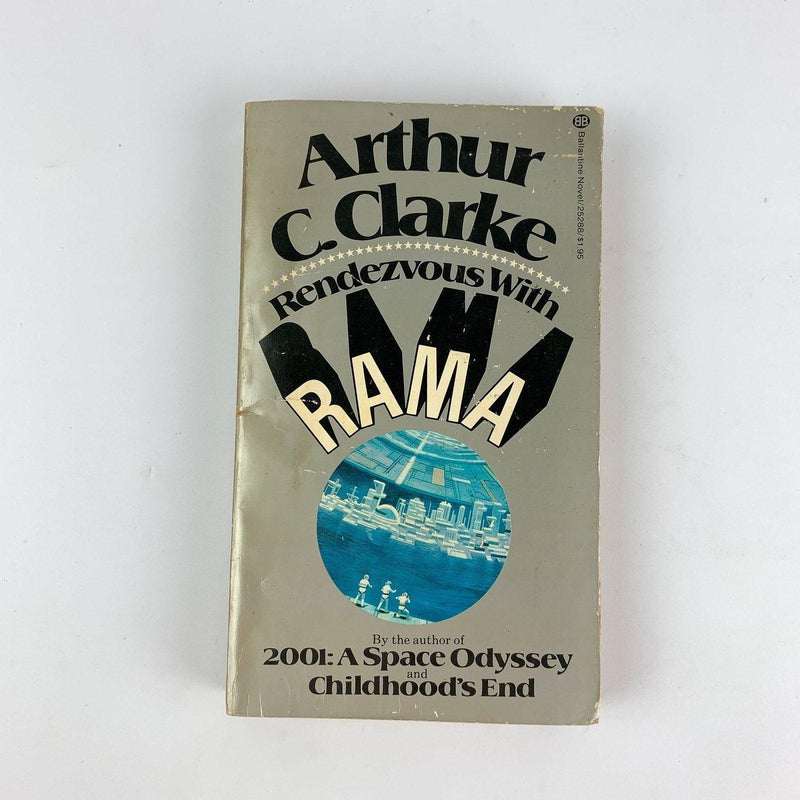 Arthur
C. Clarke
Rendezvous With
RAMA
BB
Ballantine Novel/25288/$1.95
By the author of
2001: A Space Odyssey
and
Childhood's End